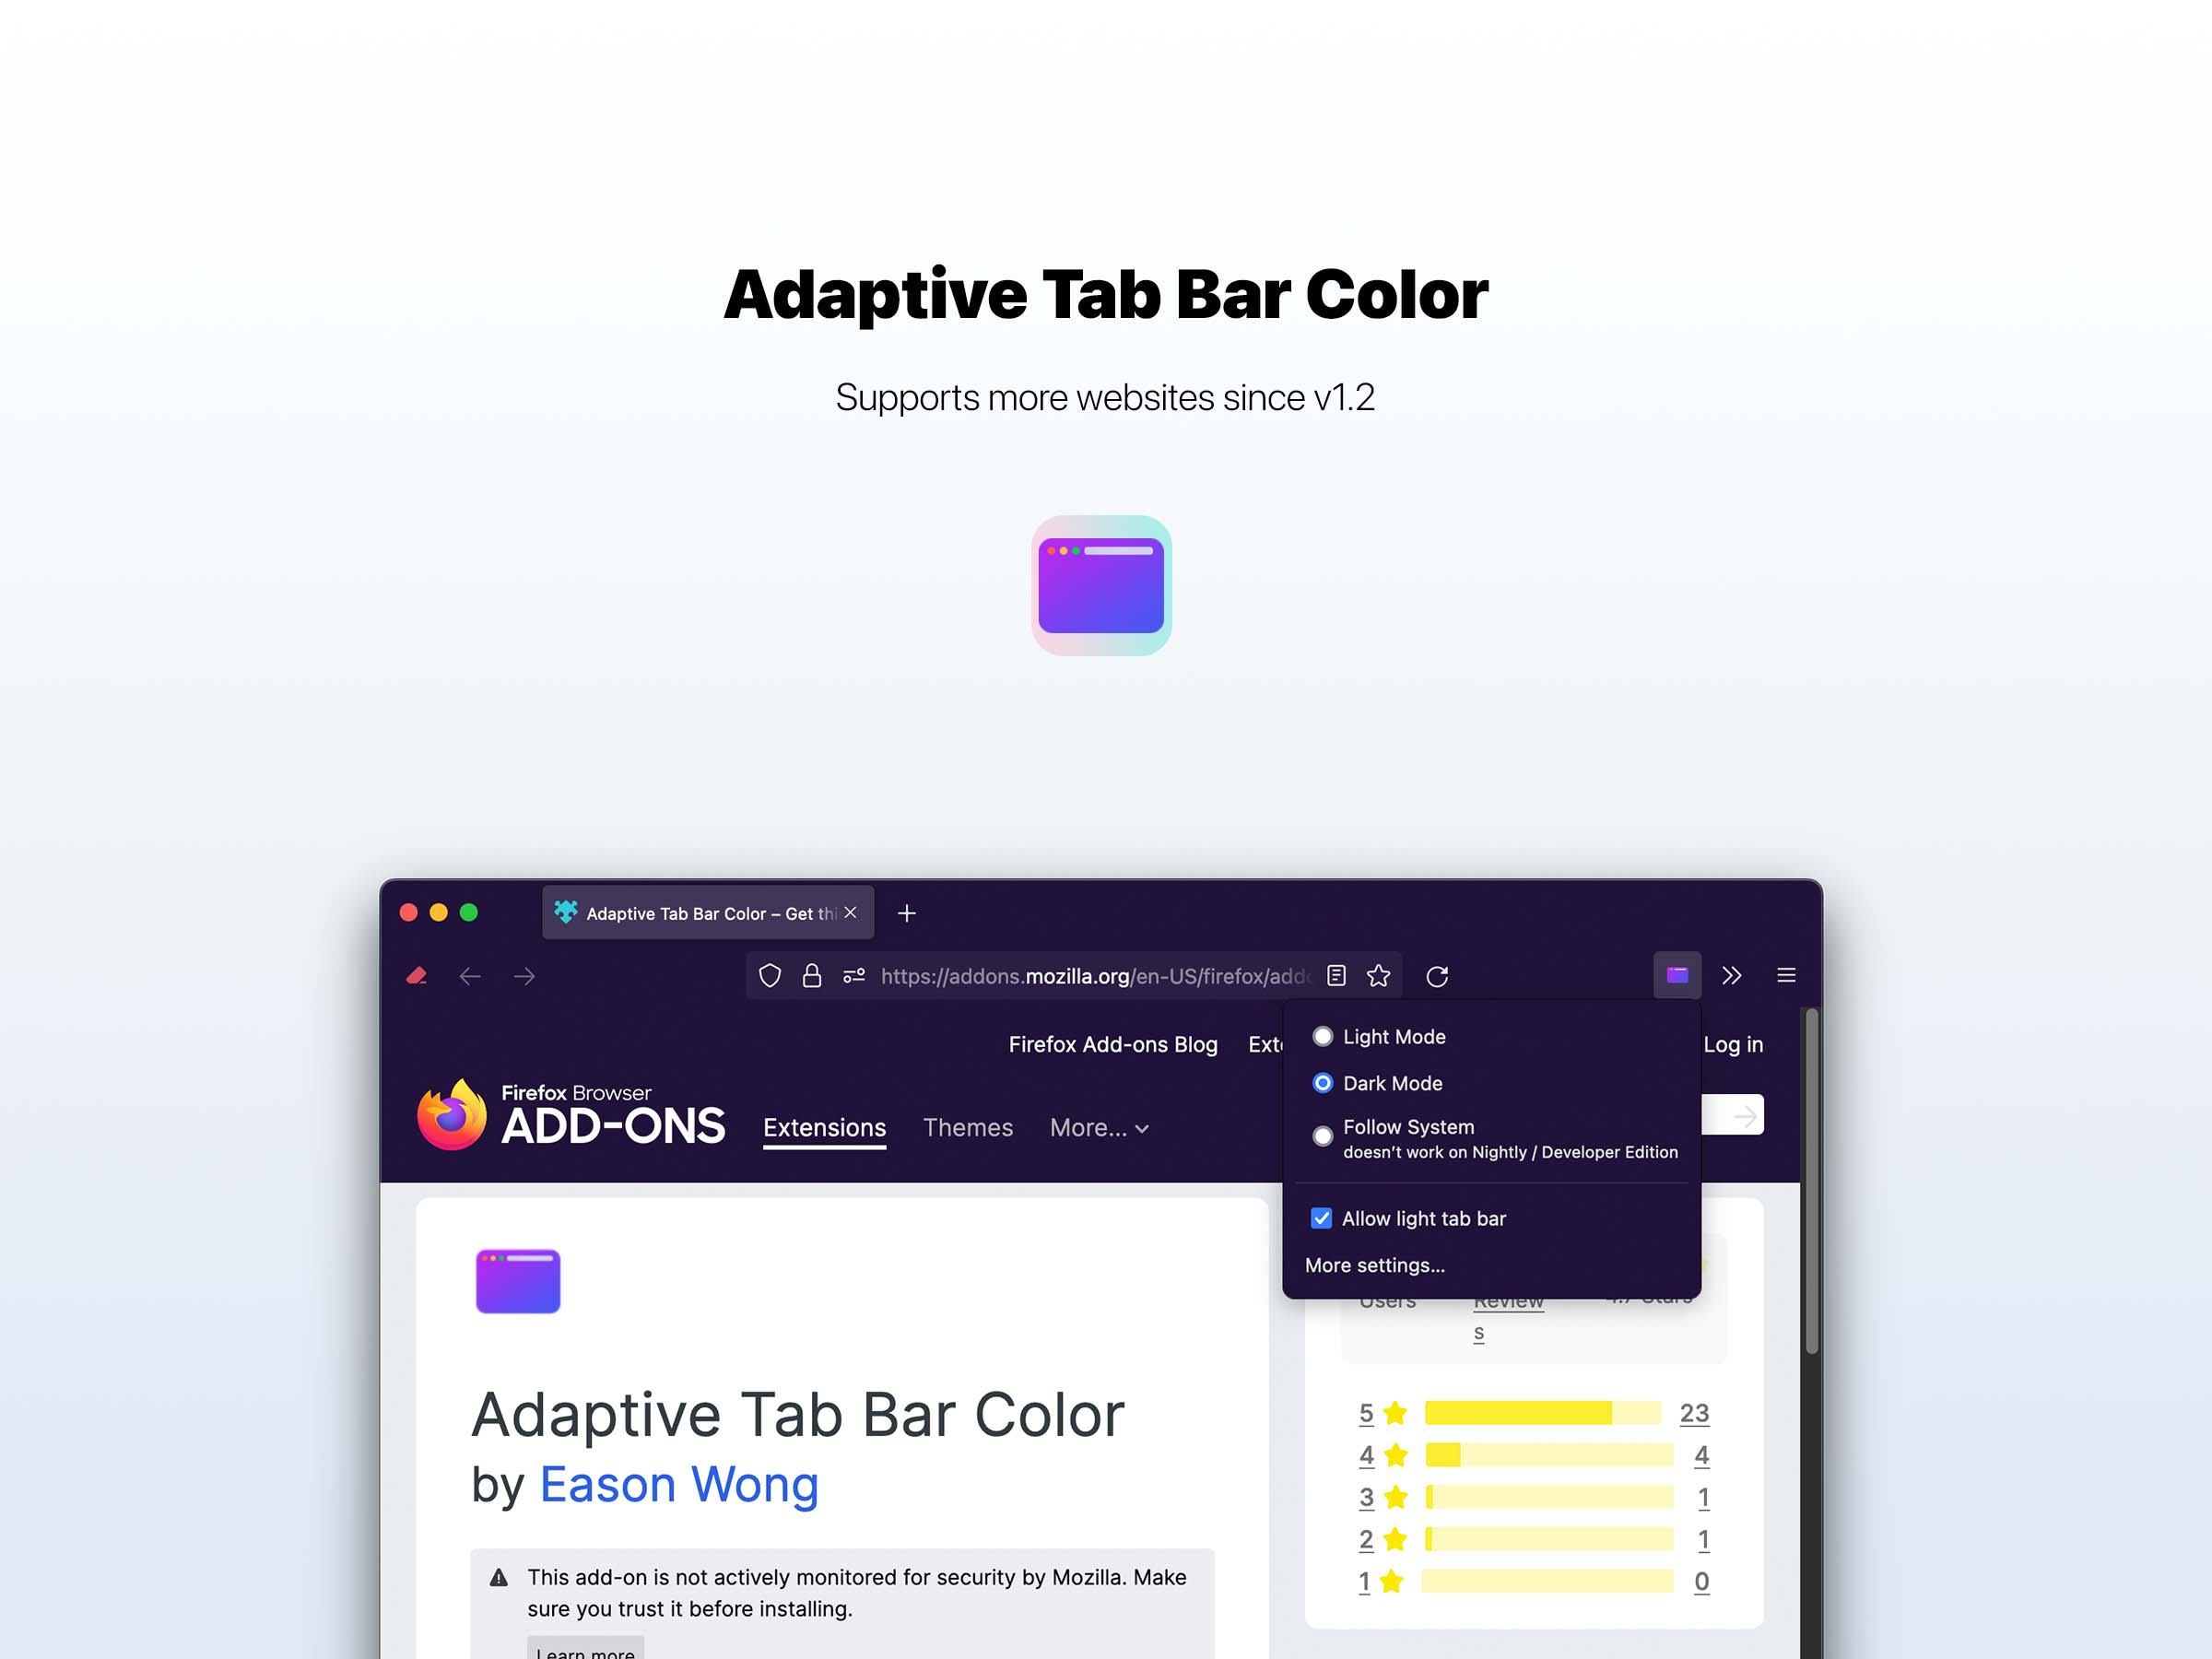 Adaptive Tab Bar Color
Supports more websites since v1.2
Adaptive Tab Bar Color – Get thi
https://addons.mozilla.org/en-US/firefox/addo
Firefox Add-ons Blog
Exte
Log in
Firefox Browser
ADD-ONS
Extensions
Themes
More...
Light Mode
Dark Mode
Follow System
doesn't work on Nightly / Developer Edition
Allow light tab bar
More settings...
Users
Review
s
4.7 Stars
5 23
4 4
3 1
2 1
1 0
Adaptive Tab Bar Color
by Eason Wong
This add-on is not actively monitored for security by Mozilla. Make
sure you trust it before installing.
Learn more